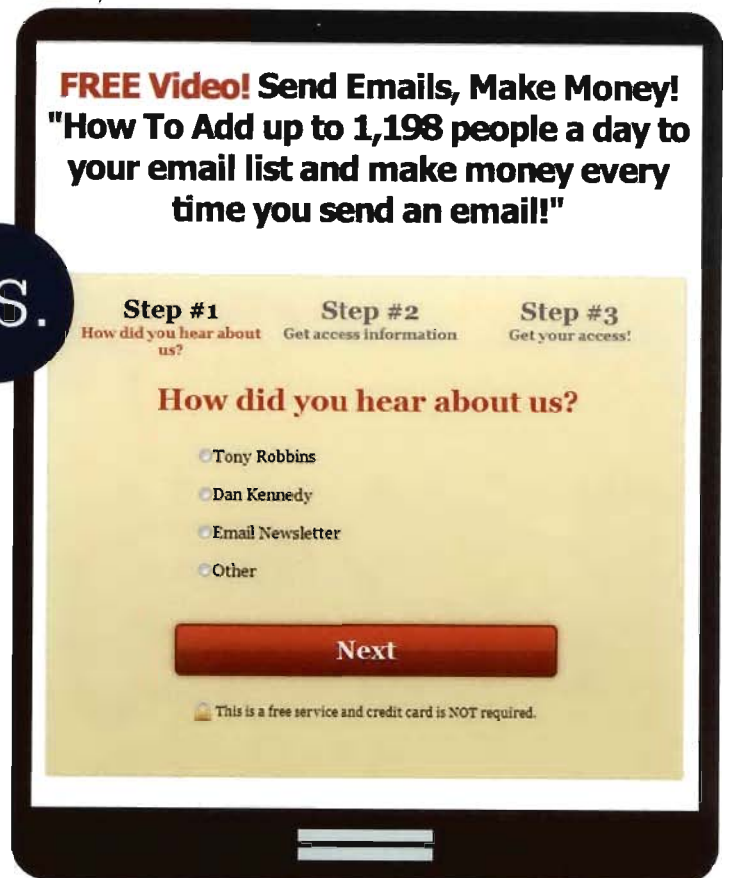 FREE Video! Send Emails, Make Money!
"How To Add up to 1,198 people a day to
your email list and make money every
time you send an email!"
S.
Step #1
How did you hear about
us?
Step #2
Get access information
Step #3
Get your access!
How did you hear about us?
Tony Robbins
Dan Kennedy
Email Newsletter
Other
Next
This is a free service and credit card is NOT required.